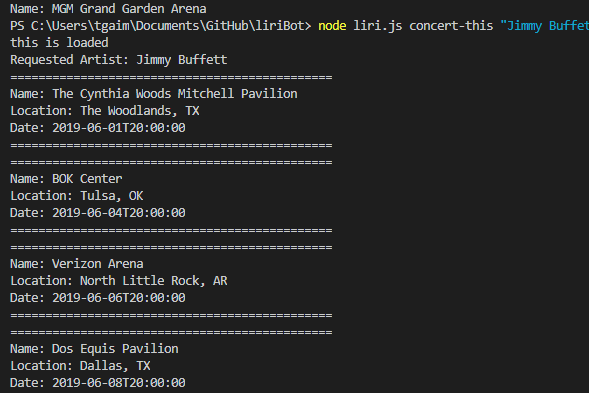 Name: MGM Grand Garden Arena
PS C:\Users\tgaim\Documents\GitHub\liriBot> node liri.js concert-this "Jimmy Buffet
this is loaded
Requested Artist: Jimmy Buffett
==============================================
Name: The Cynthia Woods Mitchell Pavilion
Location: The Woodlands, TX
Date: 2019-06-01T20:00:00
==============================================
==============================================
Name: BOK Center
Location: Tulsa, OK
Date: 2019-06-04T20:00:00
==============================================
==============================================
Name: Verizon Arena
Location: North Little Rock, AR
Date: 2019-06-06T20:00:00
==============================================
==============================================
Name: Dos Equis Pavilion
Location: Dallas, TX
Date: 2019-06-08T20:00:00